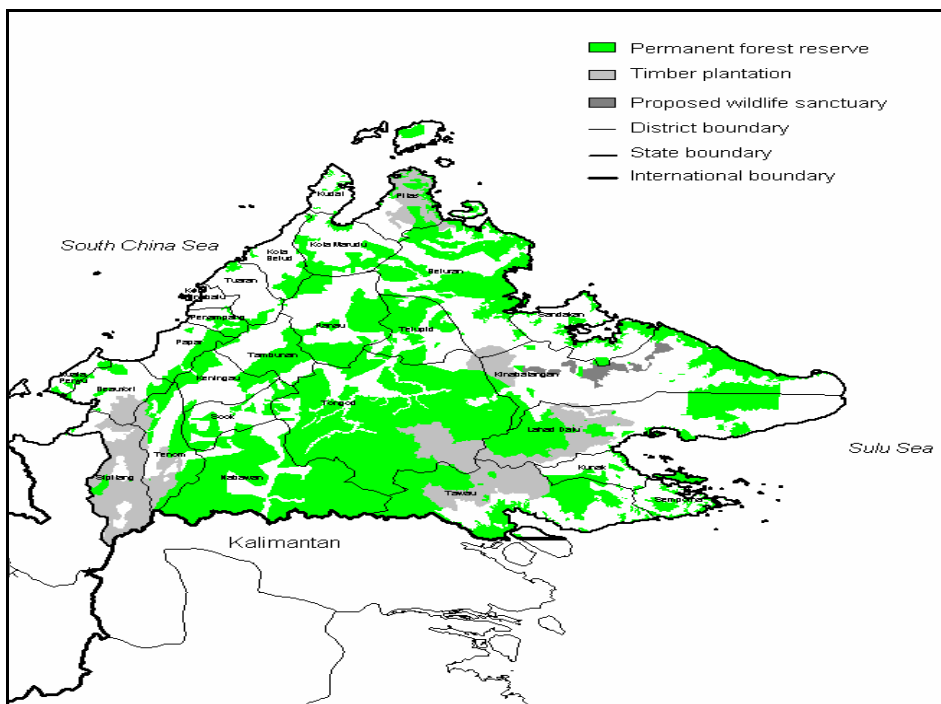 Permanent forest reserve
Timber plantation
Proposed wildlife sanctuary
District boundary
State boundary
International boundary
Kudat
Pitas
South China Sea
Kota Marudu
Kota
Belud
Beluran
Tuaran
Kota
Kinabalu
Penampang
Sandakan
Ranau
Telupid
Papar
Tambunan
Kinabatangan
Kuala
Penyu
Beaufort
Keningau
Tongod
Sook
Lahad Datu
Sulu Sea
Tenom
Kunak
Sipitang
Nabawan
Tawau
Semporna
Kalimantan